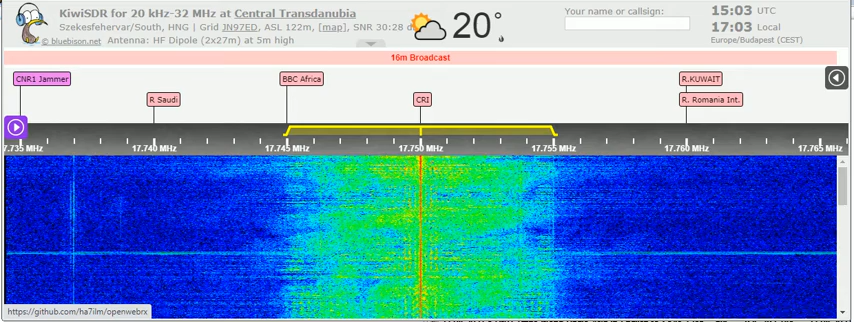 KiwiSDR for 20 kHz-32 MHz at Central Transdanubia
Szekesfehervar/South, HNG | Grid JN97ED, ASL 122m, [map], SNR 30:28 d
© bluebison.net Antenna: HF Dipole (2x27m) at 5m high
20°
Your name or callsign:
15:03 UTC
17:03 Local
Europe/Budapest (CEST)
16m Broadcast
CNR1 Jammer
BBC Africa
R.KUWAIT
R Saudi
CRI
R. Romania Int.
7.735 MHz 17.740 MHz 17.745 MHz 17.750 MHz 17.755 MHz 17.760 MHz 17.765 MHz
https://github.com/ha7ilm/openwebrx